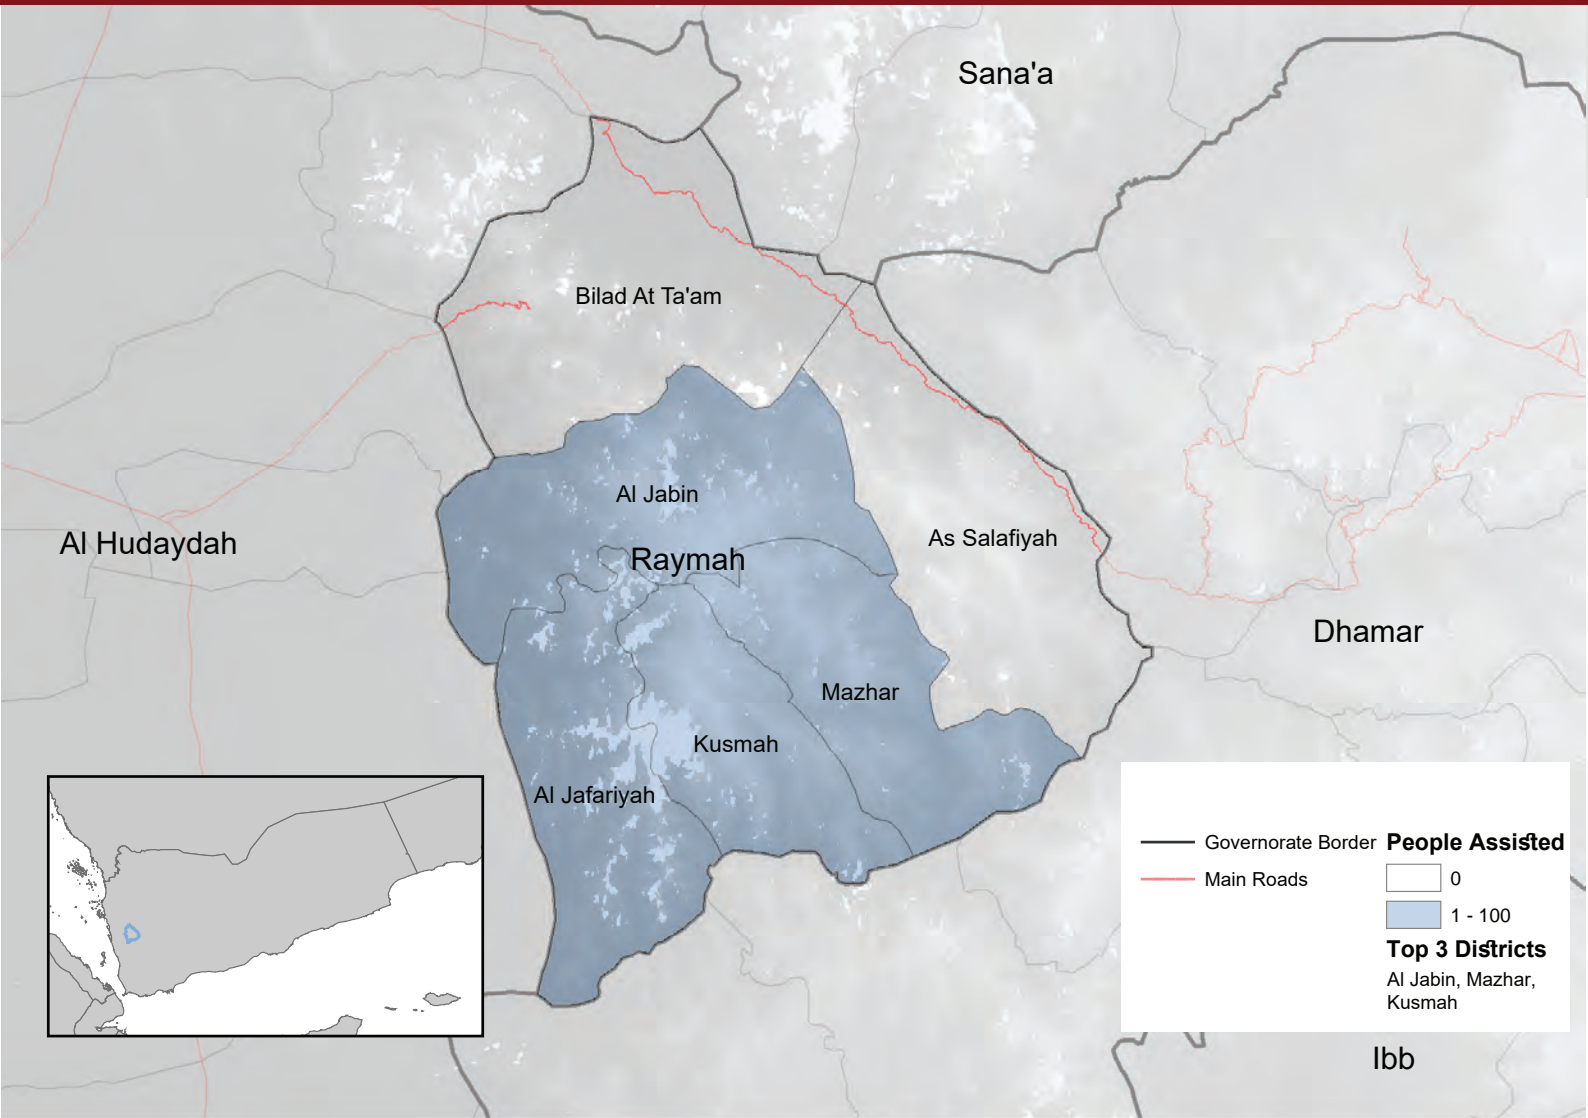 Sana'a
Bilad At Ta'am
Al Jabin
As Salafiyah
Al Hudaydah
Raymah
Dhamar
Mazhar
Kusmah
Al Jafariyah
Governorate Border
Main Roads
People Assisted
0
1 - 100
Top 3 Districts
Al Jabin, Mazhar,
Kusmah
Ibb